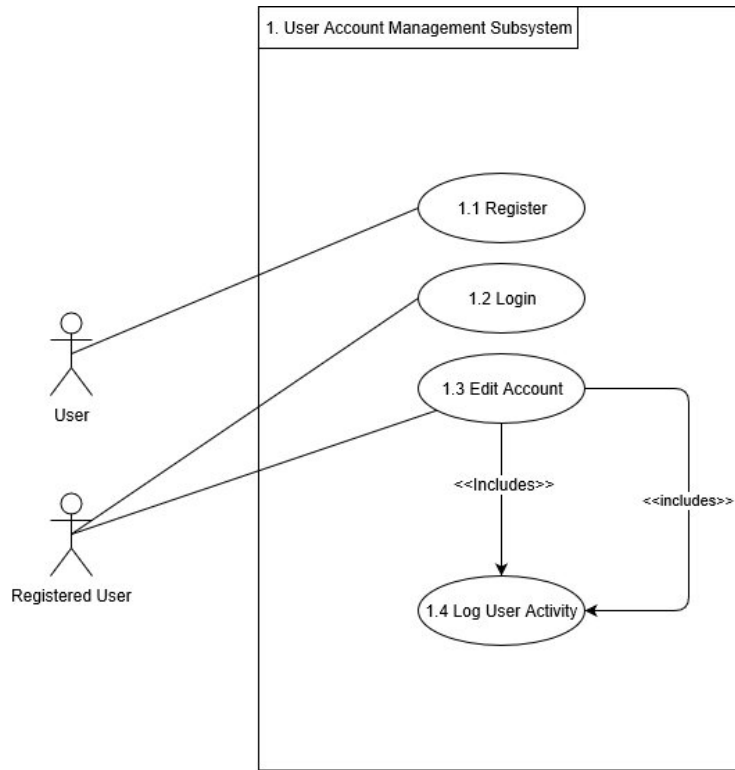 1. User Account Management Subsystem
1.1 Register
1.2 Login
User
1.3 Edit Account
<<Includes>>
<<includes>>
Registered User
1.4 Log User Activity